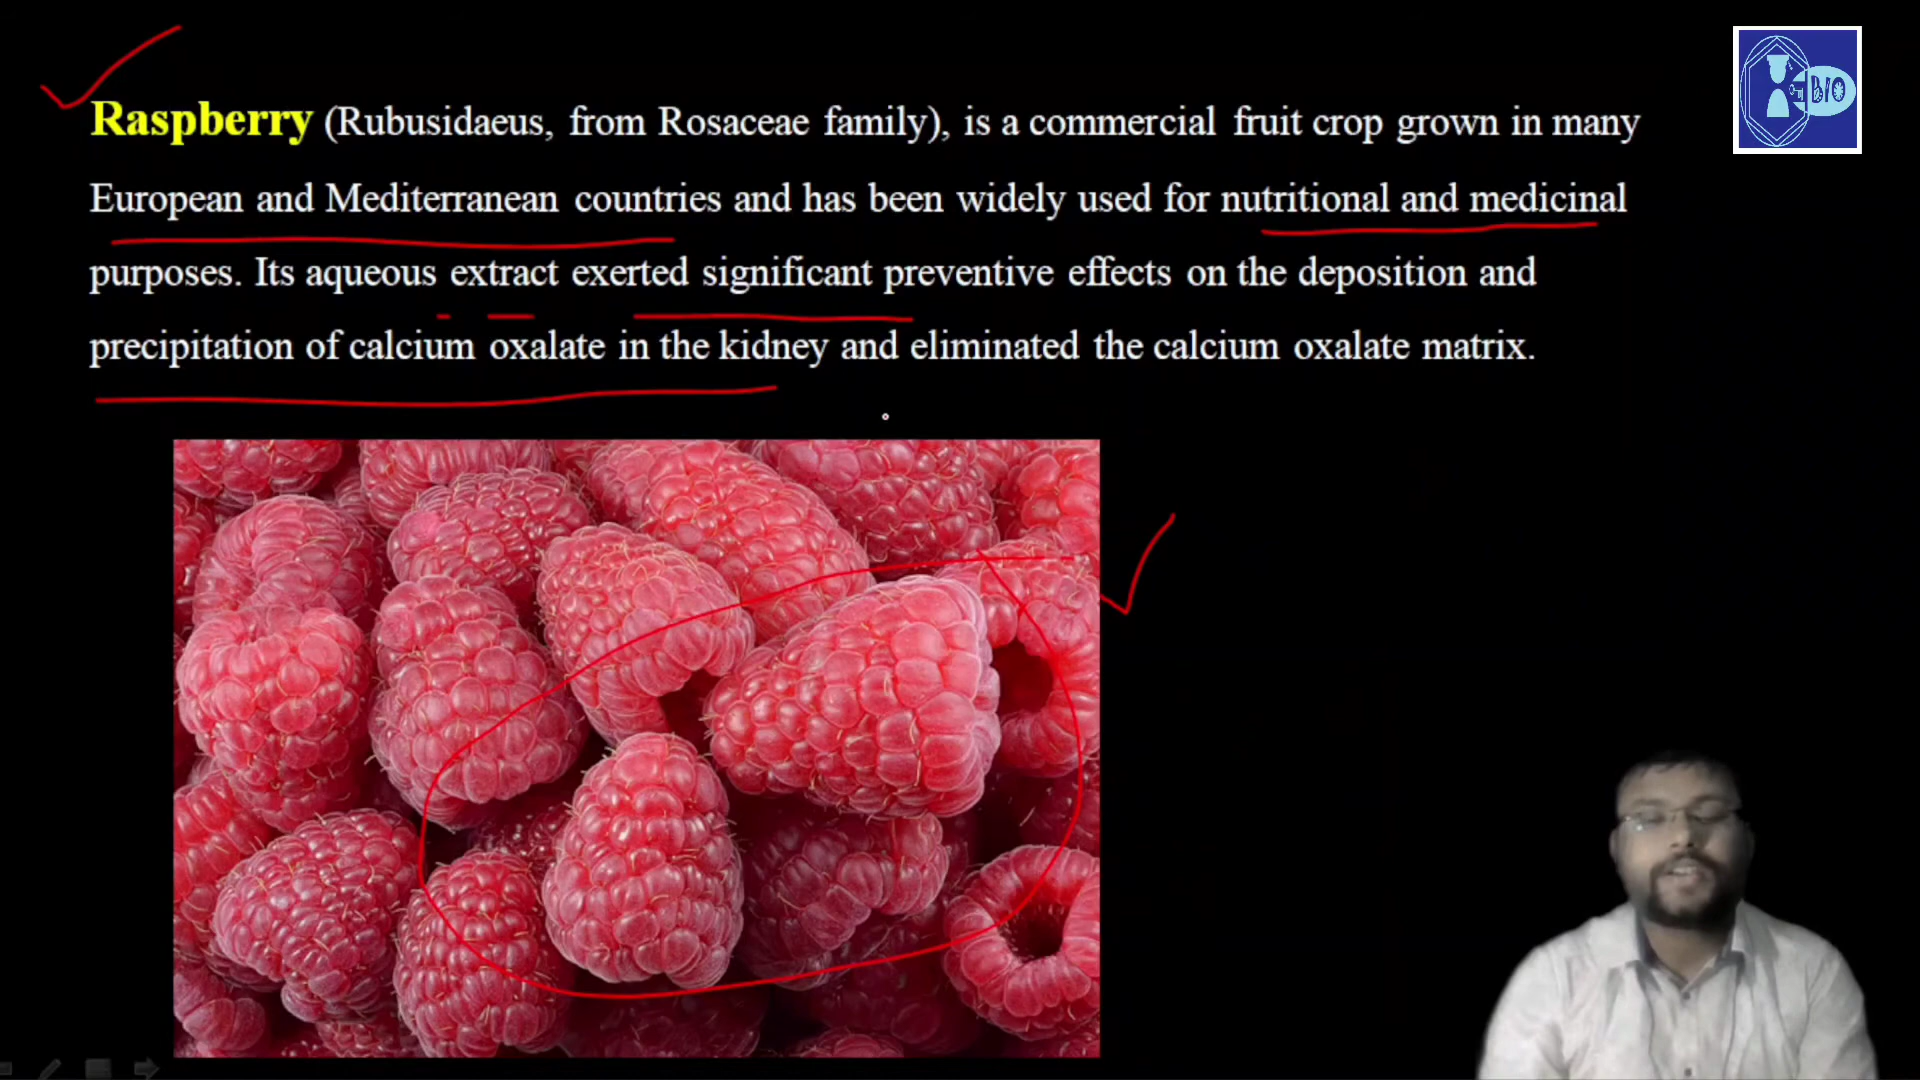 Raspberry (Rubusidaeus, from Rosaceae family), is a commercial fruit crop grown in many
European and Mediterranean countries and has been widely used for nutritional and medicinal
purposes. Its aqueous extract exerted significant preventive effects on the deposition and
precipitation of calcium oxalate in the kidney and eliminated the calcium oxalate matrix.
BIO